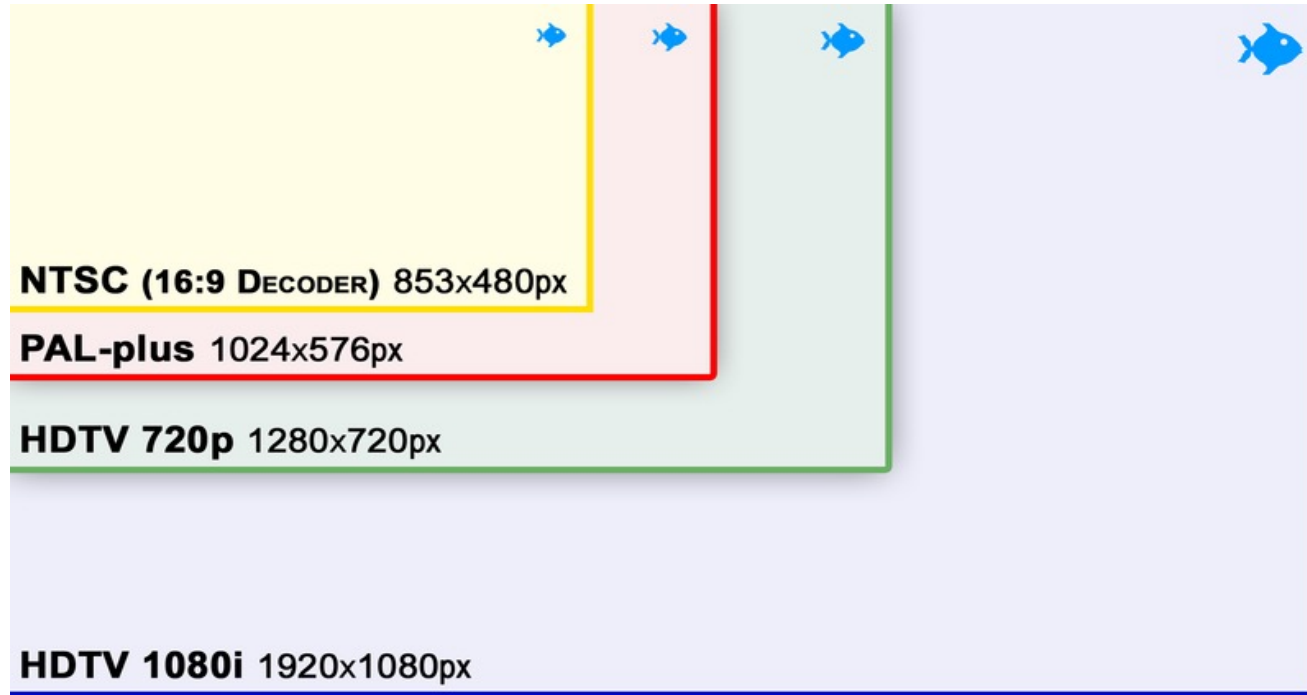 NTSC (16:9 Decoder) 853x480px
PAL-plus 1024x576px
HDTV 720p 1280x720px
HDTV 1080i 1920x1080px